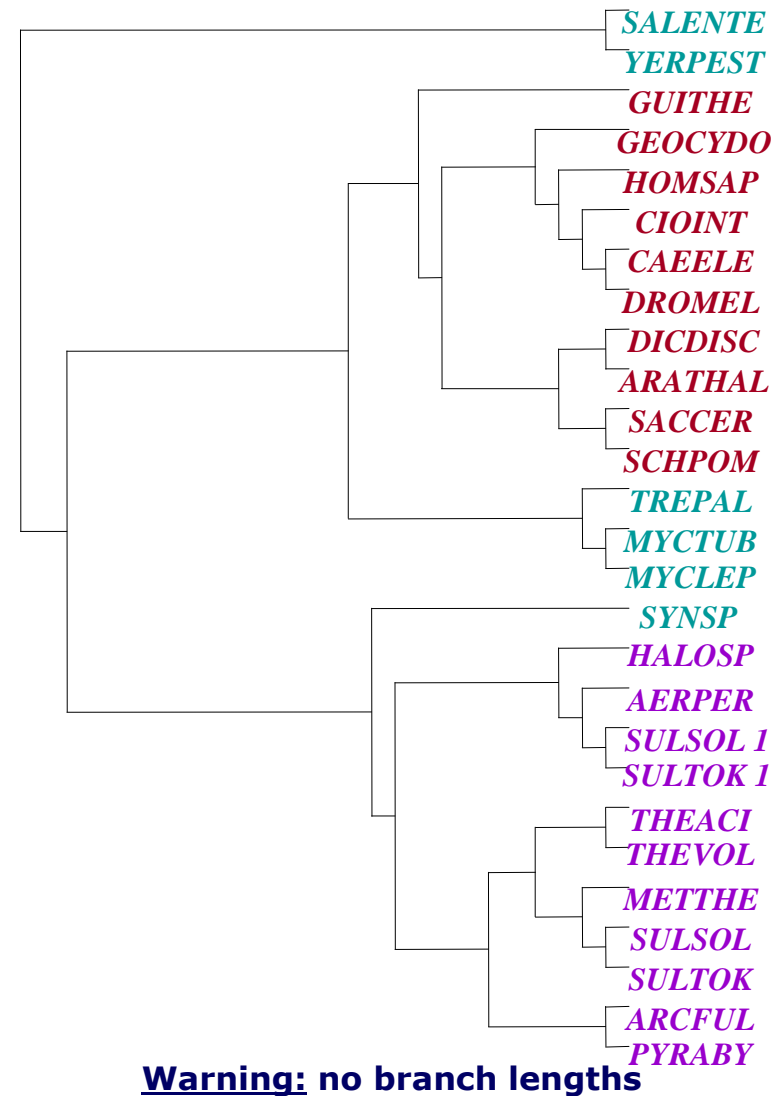 SALENTE
YERPEST
GUITHE
GEOCYDO
HOMSAP
CIOINT
CAEELE
DROMEL
DICDISC
ARATHAL
SACCER
SCHPOM
TREPAL
MYCTUB
MYCLEP
SYNSP
HALOSP
AERPER
SULSOL 1
SULTOK 1
THEACI
THEVOL
METTHE
SULSOL
SULTOK
ARCFUL
PYRABY
Warning: no branch lengths